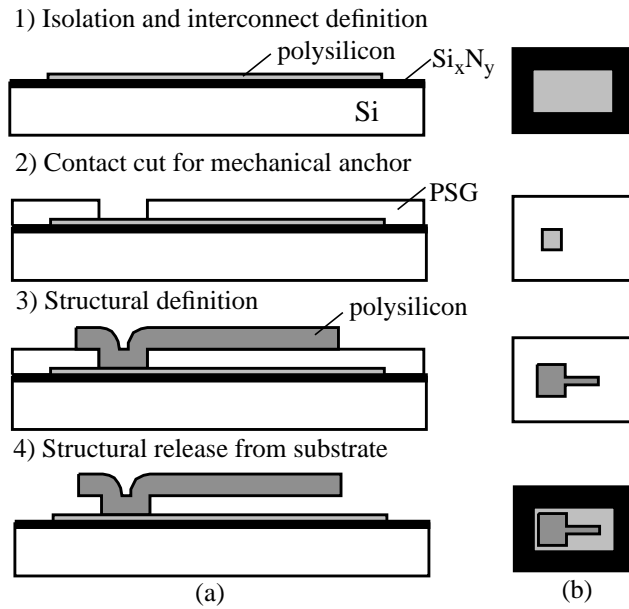 1) Isolation and interconnect definition
polysilicon
SixNy
Si
2) Contact cut for mechanical anchor
PSG
3) Structural definition
polysilicon
4) Structural release from substrate
(a)
(b)